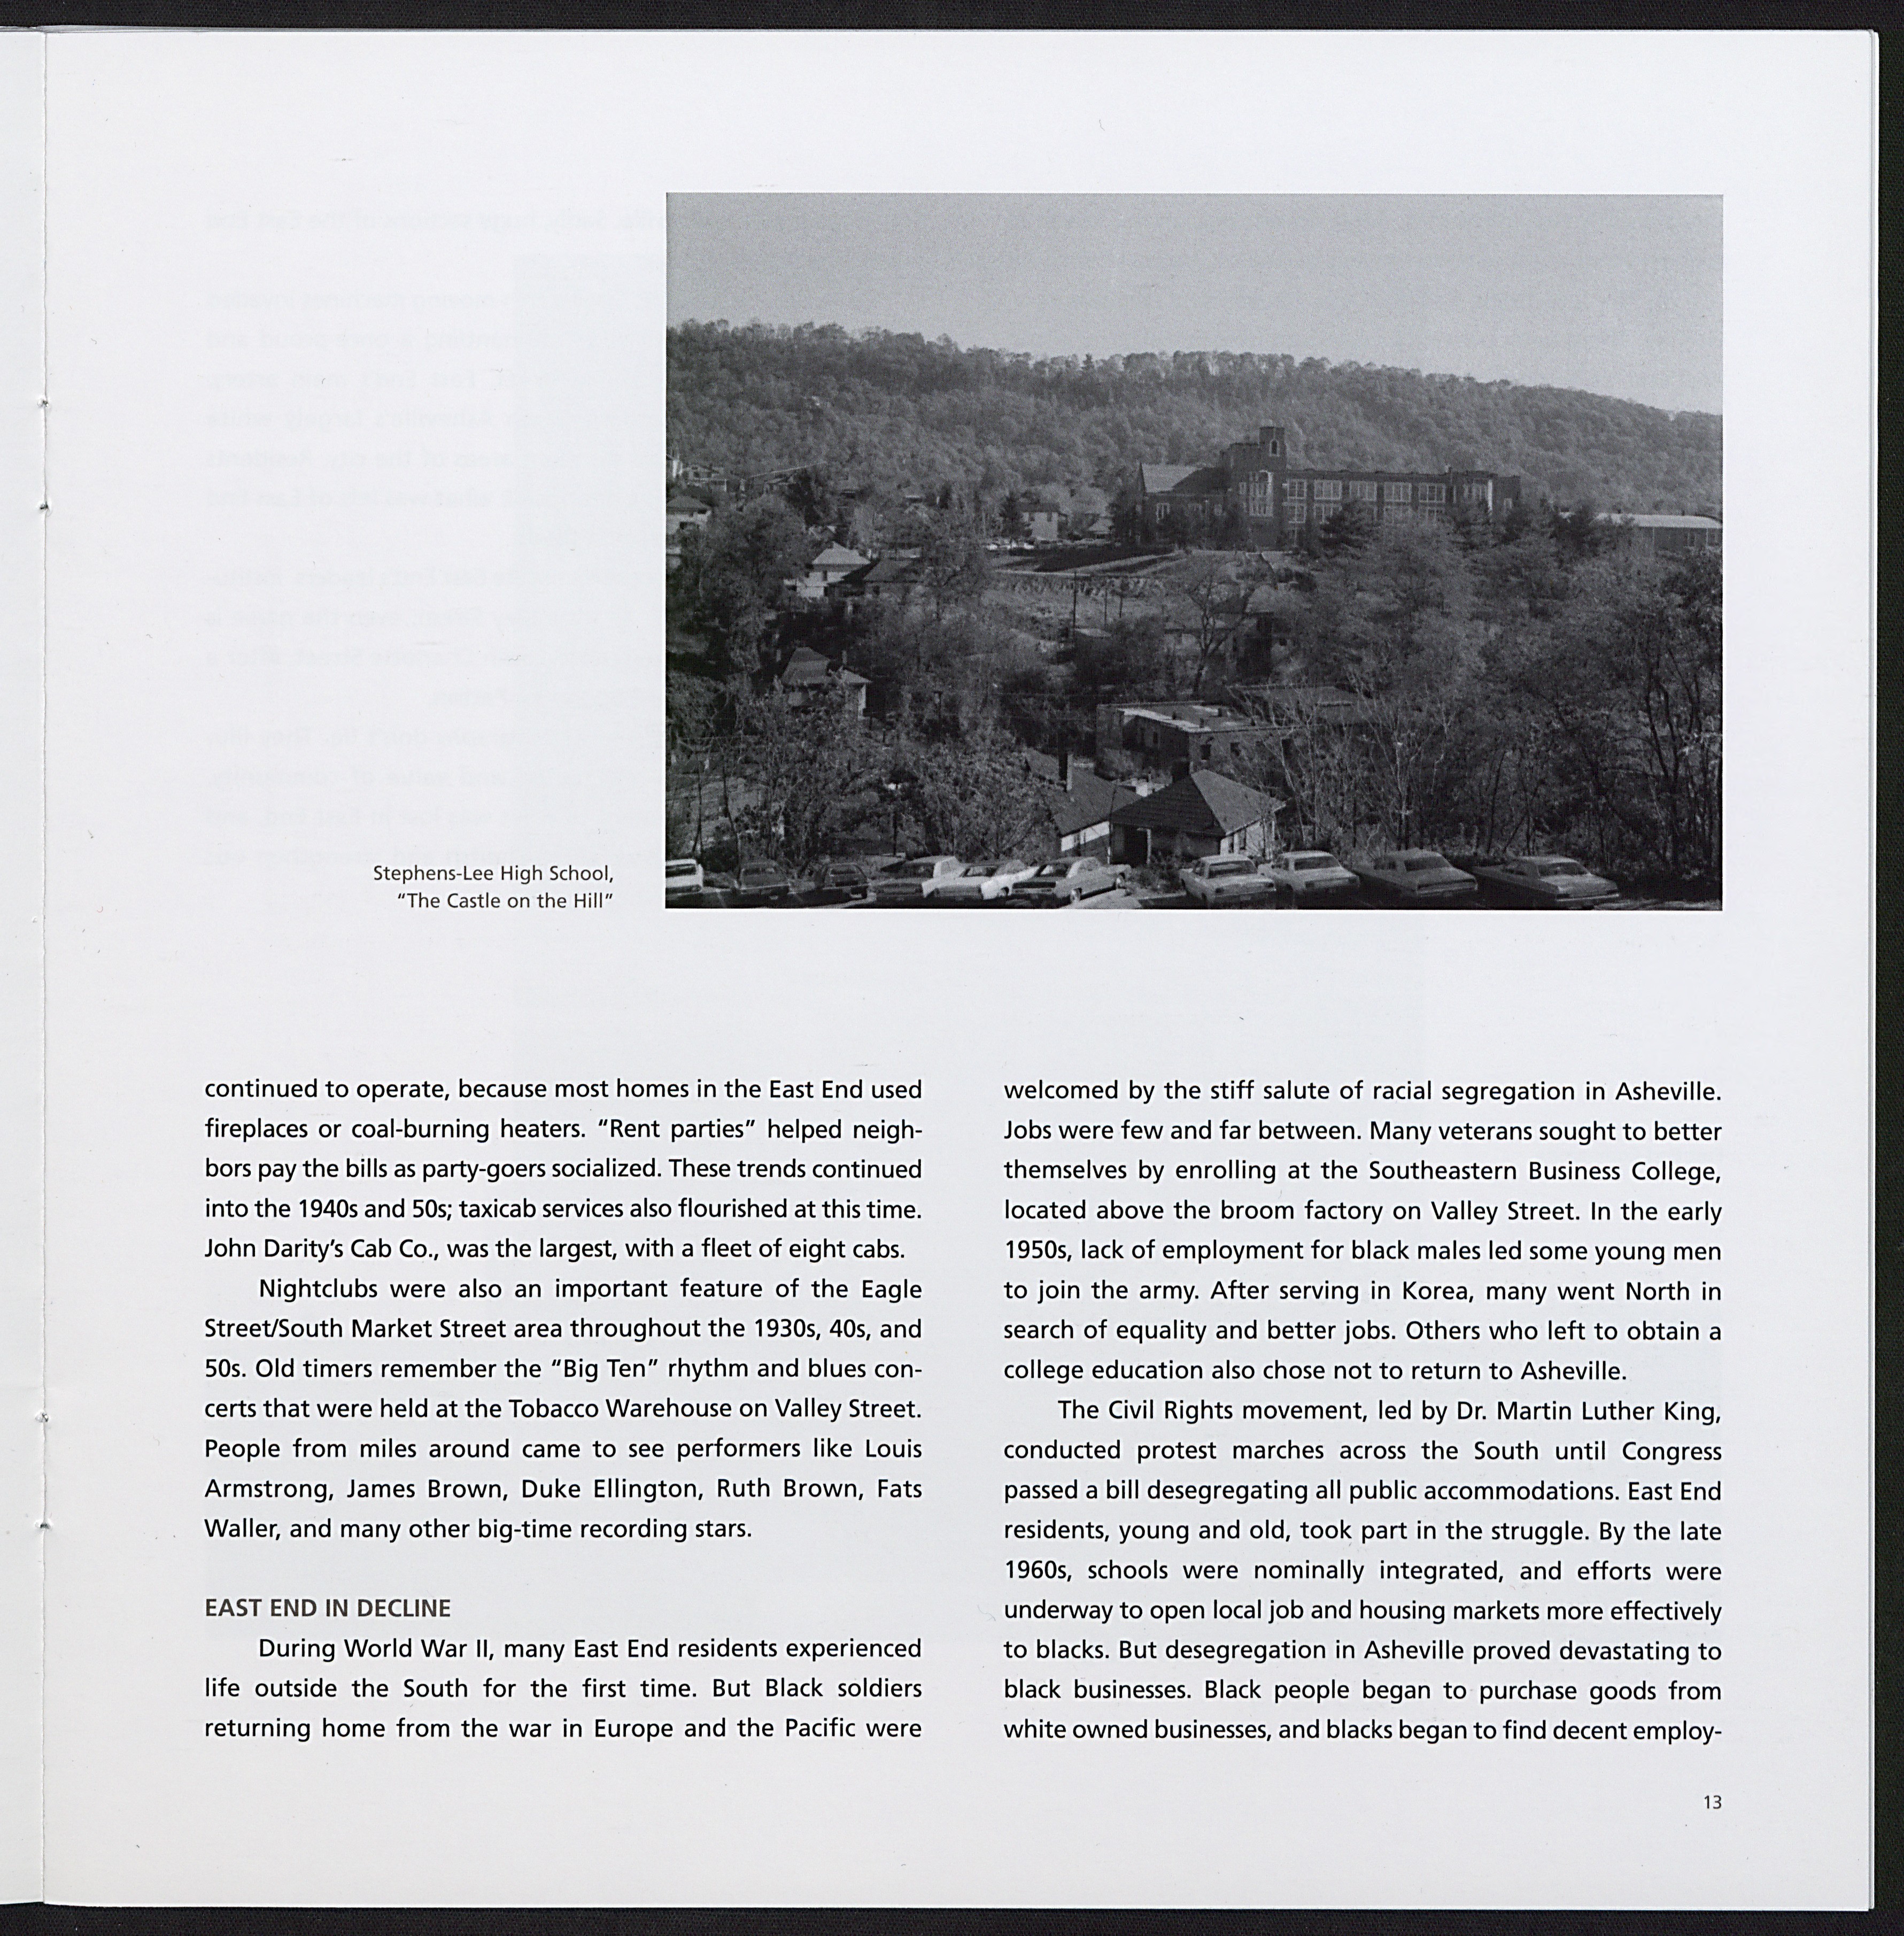 Stephens-Lee High School,
“The Castle on the Hill”
continued to operate, because most homes in the East End used
fireplaces or coal-burning heaters. “Rent parties” helped neigh-
bors pay the bills as party-goers socialized. These trends continued
into the 1940s and 50s; taxicab services also flourished at this time.
John Darity’s Cab Co., was the largest, with a fleet of eight cabs.
Nightclubs were also an important feature of the Eagle
Street/South Market Street area throughout the 1930s, 40s, and
50s. Old timers remember the “Big Ten” rhythm and blues con-
certs that were held at the Tobacco Warehouse on Valley Street.
People from miles around came to see performers like Louis
Armstrong, James Brown, Duke Ellington, Ruth Brown, Fats
Waller, and many other big-time recording stars.
EAST END IN DECLINE
During World War II, many East End residents experienced
life outside the South for the first time. But Black soldiers
returning home from the war in Europe and the Pacific were
welcomed by the stiff salute of racial segregation in Asheville.
Jobs were few and far between. Many veterans sought to better
themselves by enrolling at the Southeastern Business College,
located above the broom factory on Valley Street. In the early
1950s, lack of employment for black males led some young men
to join the army. After serving in Korea, many went North in
search of equality and better jobs. Others who left to obtain a
college education also chose not to return to Asheville.
The Civil Rights movement, led by Dr. Martin Luther King,
conducted protest marches across the South until Congress
passed a bill desegregating all public accommodations. East End
residents, young and old, took part in the struggle. By the late
1960s, schools were nominally integrated, and efforts were
underway to open local job and housing markets more effectively
to blacks. But desegregation in Asheville proved devastating to
black businesses. Black people began to purchase goods from
white owned businesses, and blacks began to find decent employ-
13